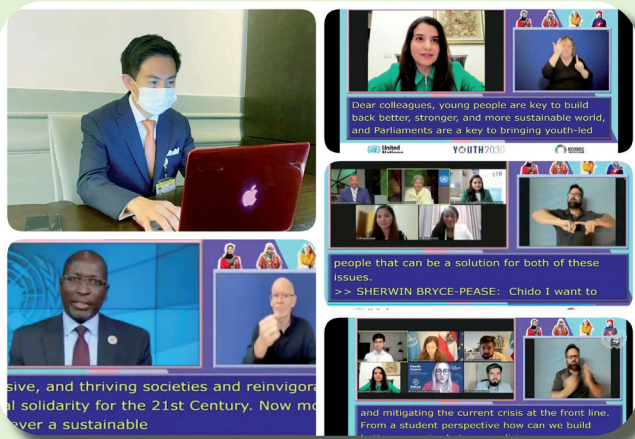 Dear colleagues, young people are key to build
back better, stronger, and more sustainable world,
and Parliaments are a key to bringing youth-led
United
Nations
YOUTH2030
ECOSOC
people that can be a solution for both of these
issues.
>> SHERWIN BRYCE-PEASE: Chido I want to
sive, and thriving societies and reinvigora
al solidarity for the 21st Century. Now mo
ever a sustainable
and mitigating the current crisis at the front line.
From a student perspective how can we build